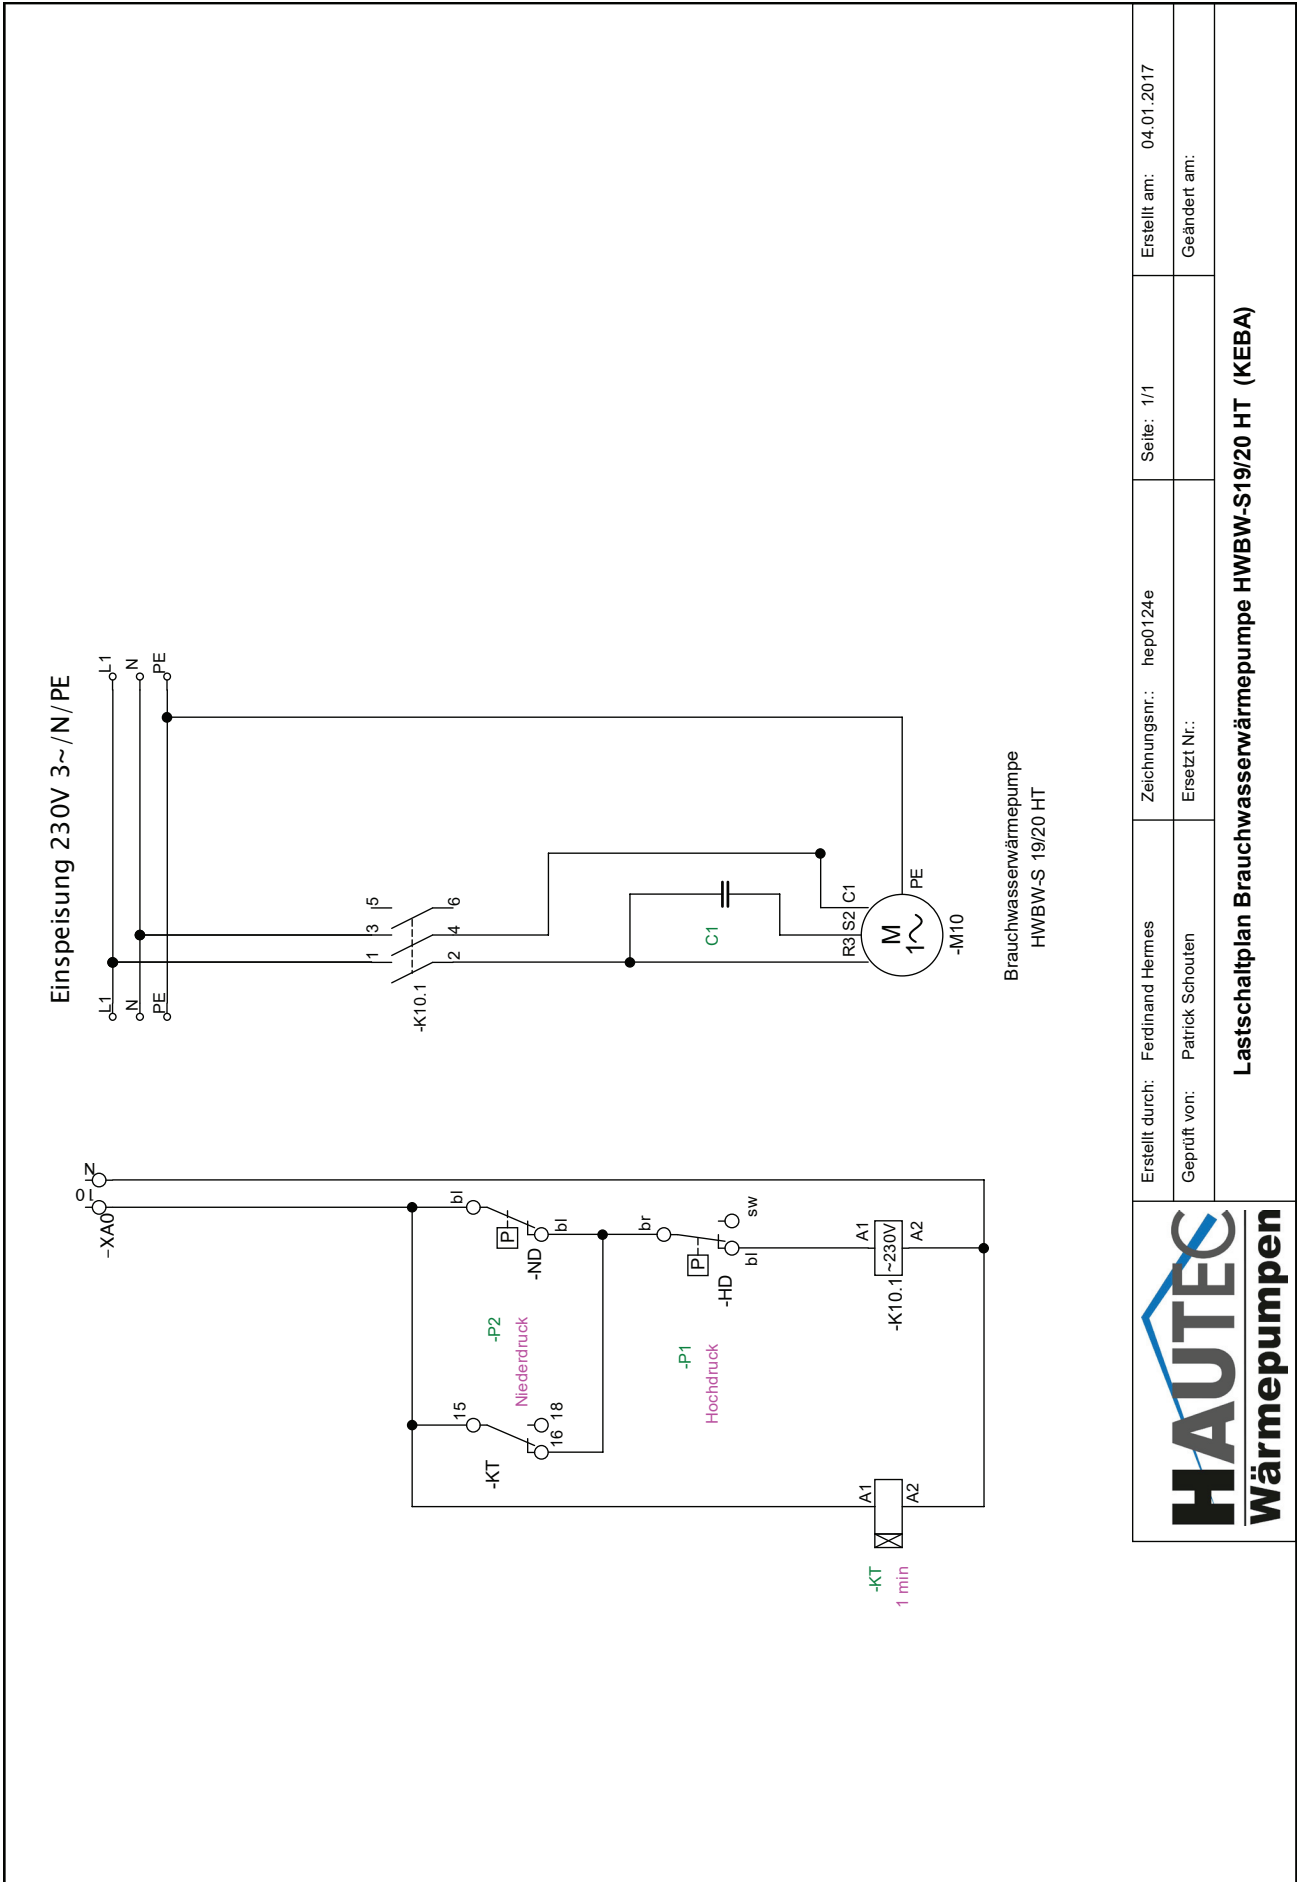 Einspeisung 230V 3~/N/PE
L1
N
PE
L1
N
PE
1
3
5
2
4
6
-K10.1
C1
R3
S2
C1
PE
M
1~
-M10
Brauchwasserwärmepumpe
HWBW-S 19/20 HT
-XA0
10
N
bl
P
-ND
bl
-P2
Niederdruck
15
16
18
-KT
br
P
-HD
bl
sw
-P1
Hochdruck
A1
~230V
A2
-K10.1
A1
A2
-KT
1 min
HAUTEC
Wärmepumpen
Erstellt durch: Ferdinand Hermes
Zeichnungsnr.: hep0124e
Seite: 1/1
Erstellt am: 04.01.2017
Geprüft von: Patrick Schouten
Ersetzt Nr.:
Geändert am:
Lastschaltplan Brauchwasserwärmepumpe HWBW-S19/20 HT (KEBA)